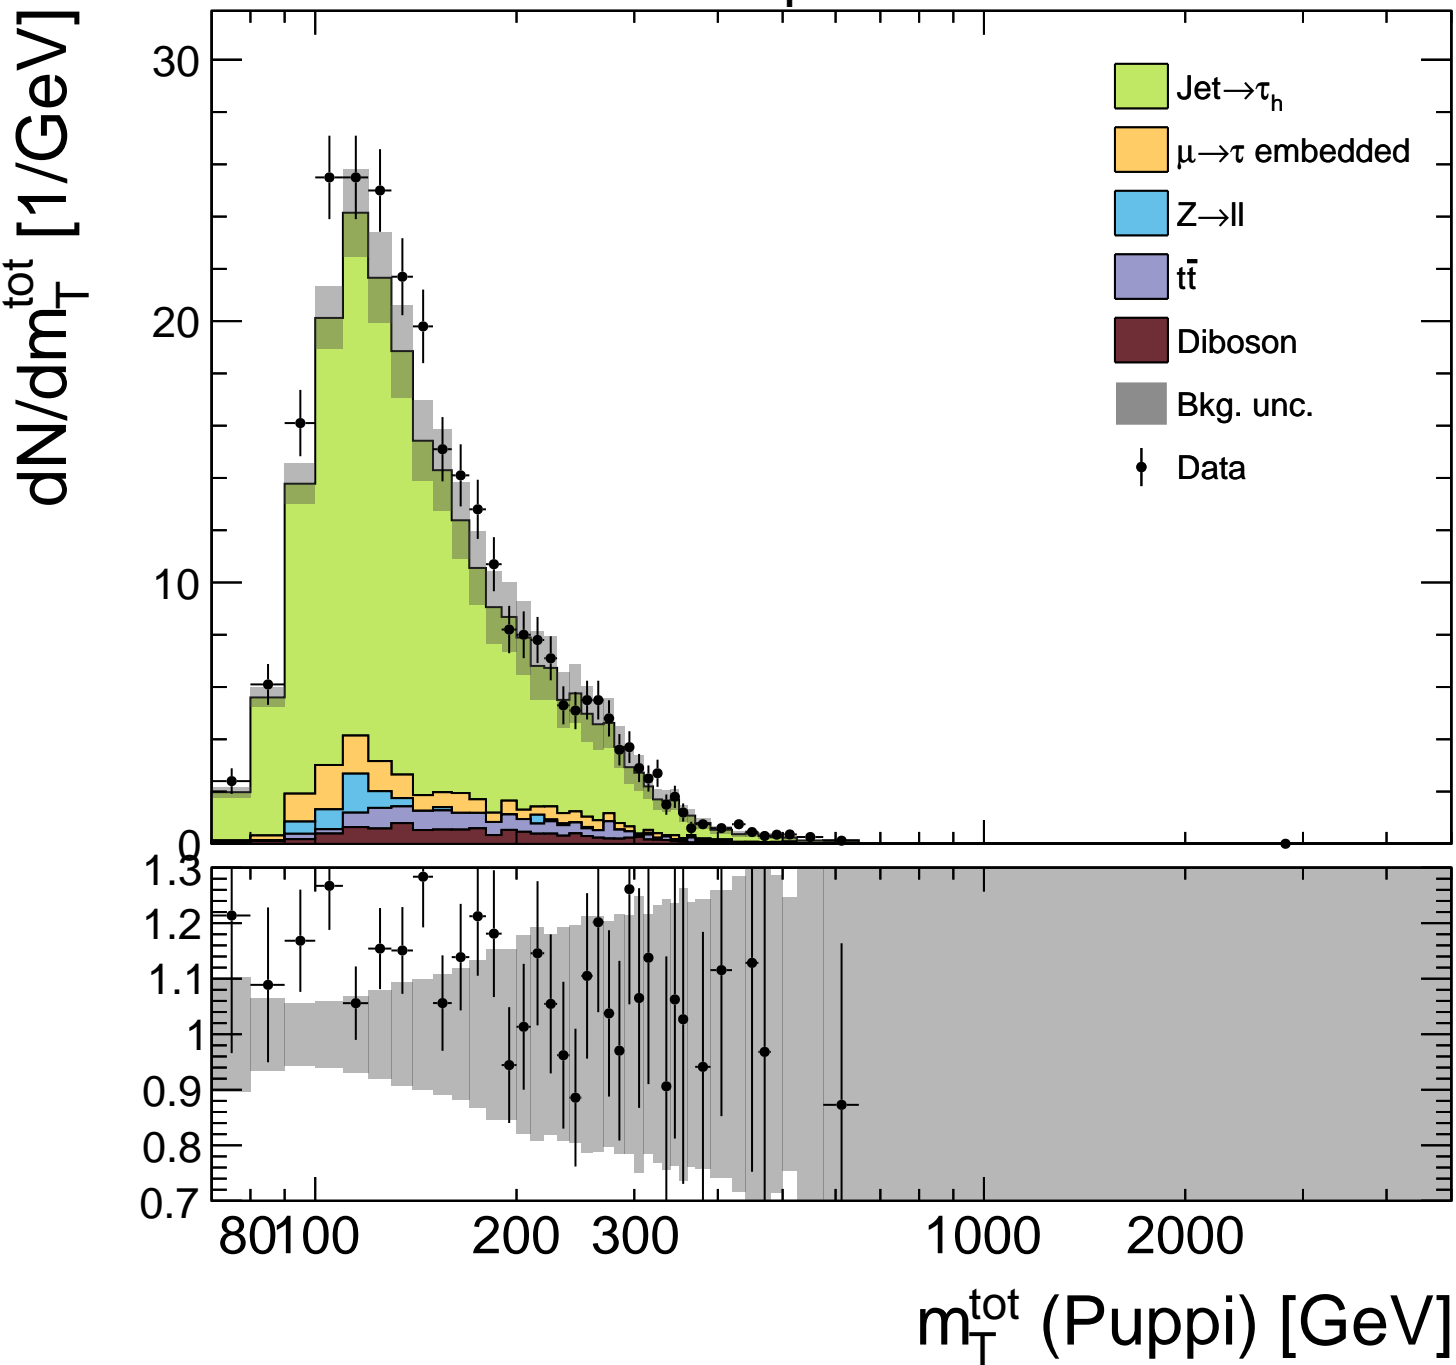 dN/dm_T^tot [1/GeV]
30
20
10
0
Jet→τ_h
μ→τ embedded
Z→ll
tt̄
Diboson
Bkg. unc.
Data
1.3
1.2
1.1
1
0.9
0.8
0.7
80 100 200 300 1000 2000
m_T^tot (Puppi) [GeV]